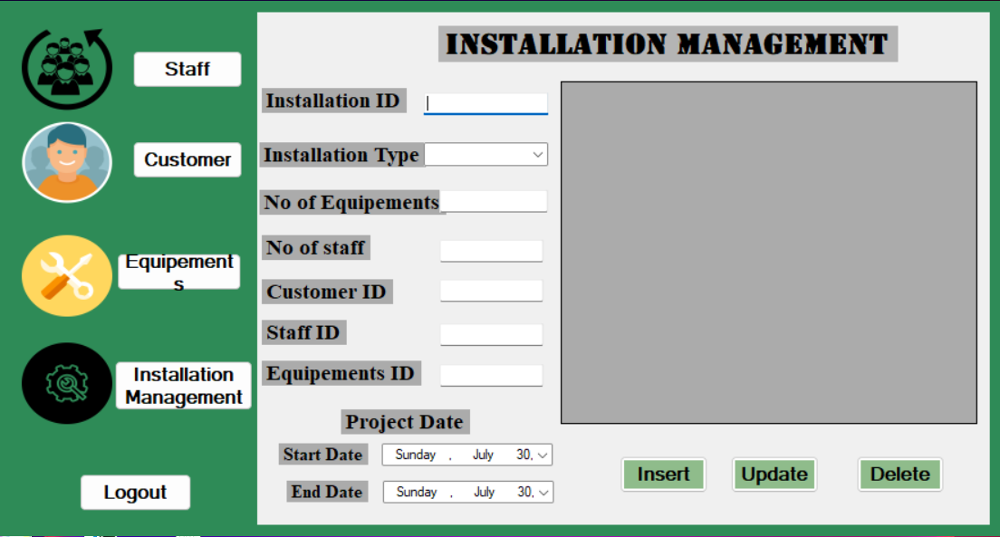 Staff
Customer
Equipement
s
Installation
Management
Logout
INSTALLATION MANAGEMENT
Installation ID
Installation Type
No of Equipements
No of staff
Customer ID
Staff ID
Equipements ID
Project Date
Start Date Sunday , July 30,
End Date Sunday , July 30,
Insert Update Delete